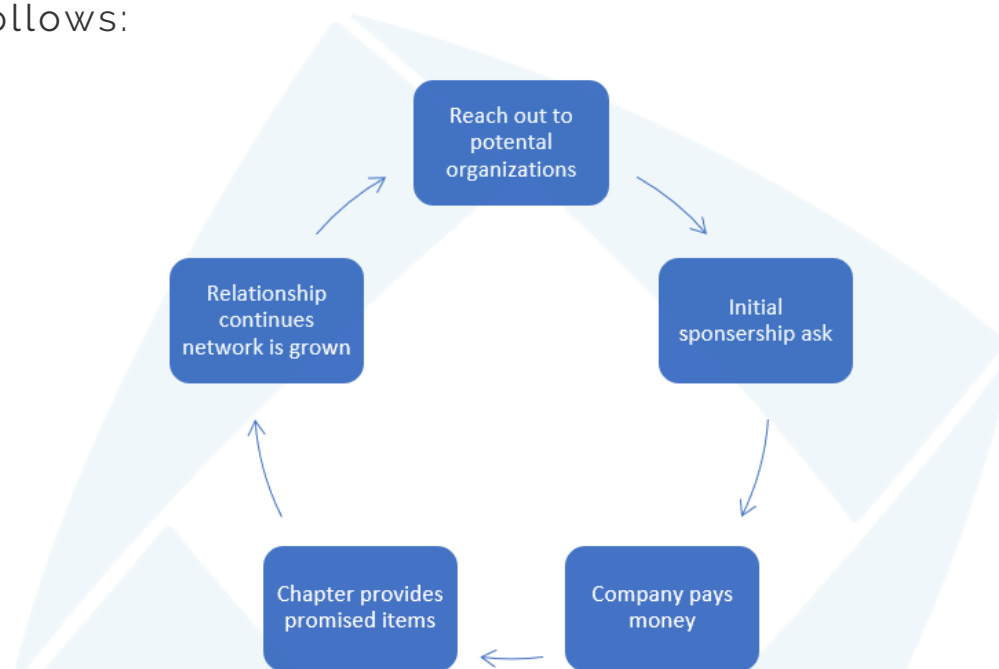 ollows:
Reach out to
potental
organizations
Initial
sponsership ask
Company pays
money
Chapter provides
promised items
Relationship
continues
network is grown